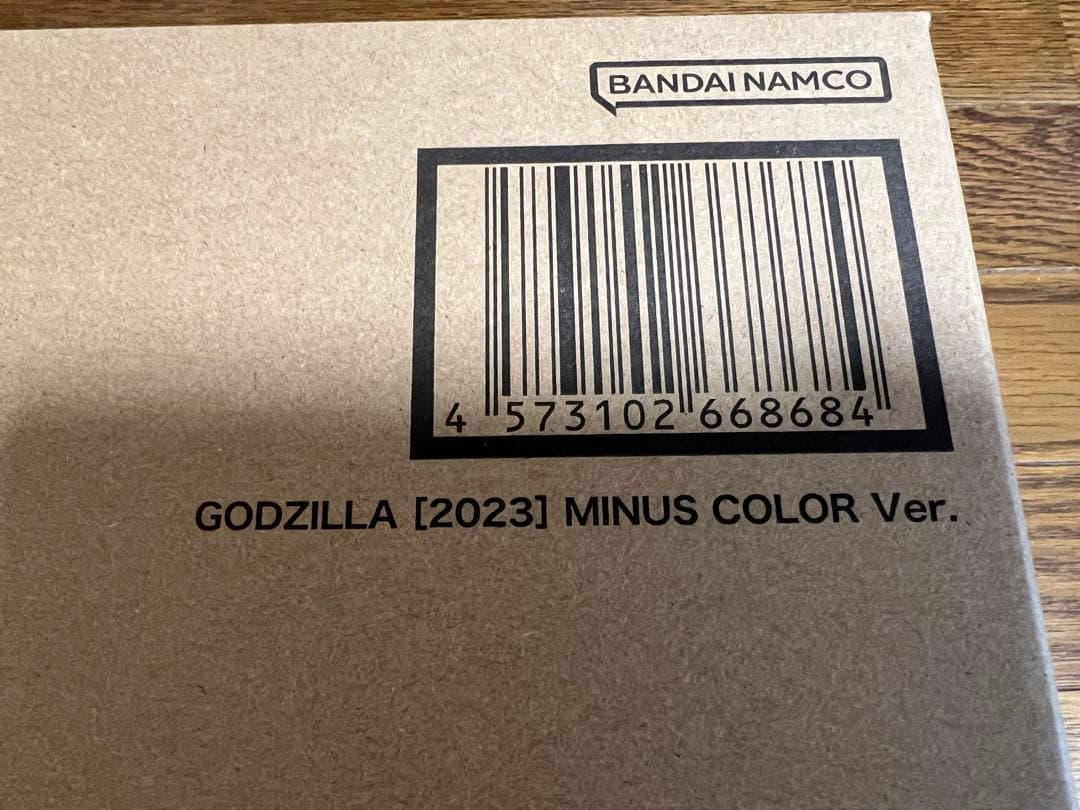 BANDAI NAMCO
4 573102 668684
GODZILLA [2023] MINUS COLOR Ver.